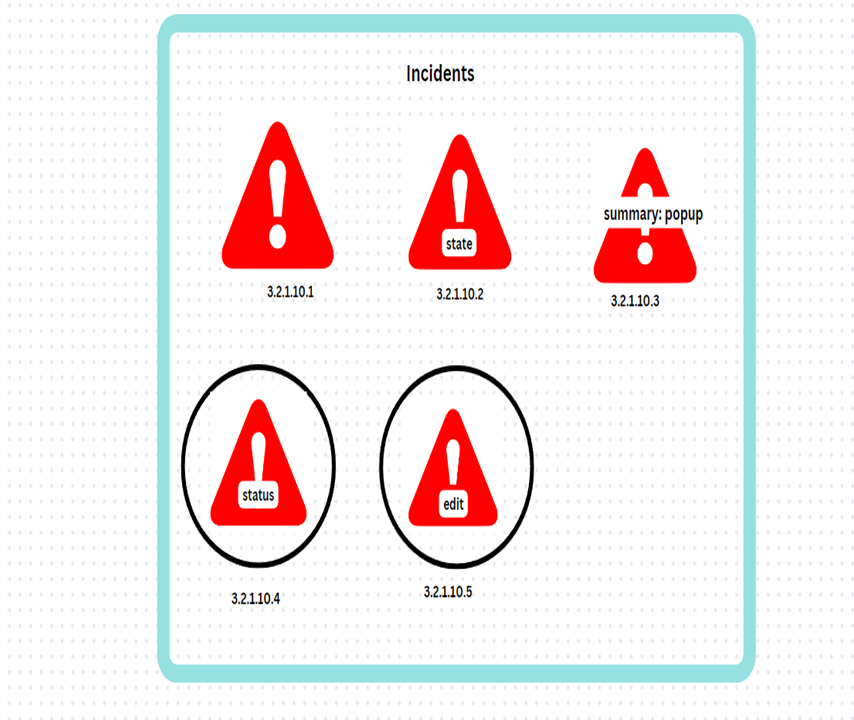 Incidents
state
summary: popup
3.2.1.10.1
3.2.1.10.2
3.2.1.10.3
status
edit
3.2.1.10.4
3.2.1.10.5